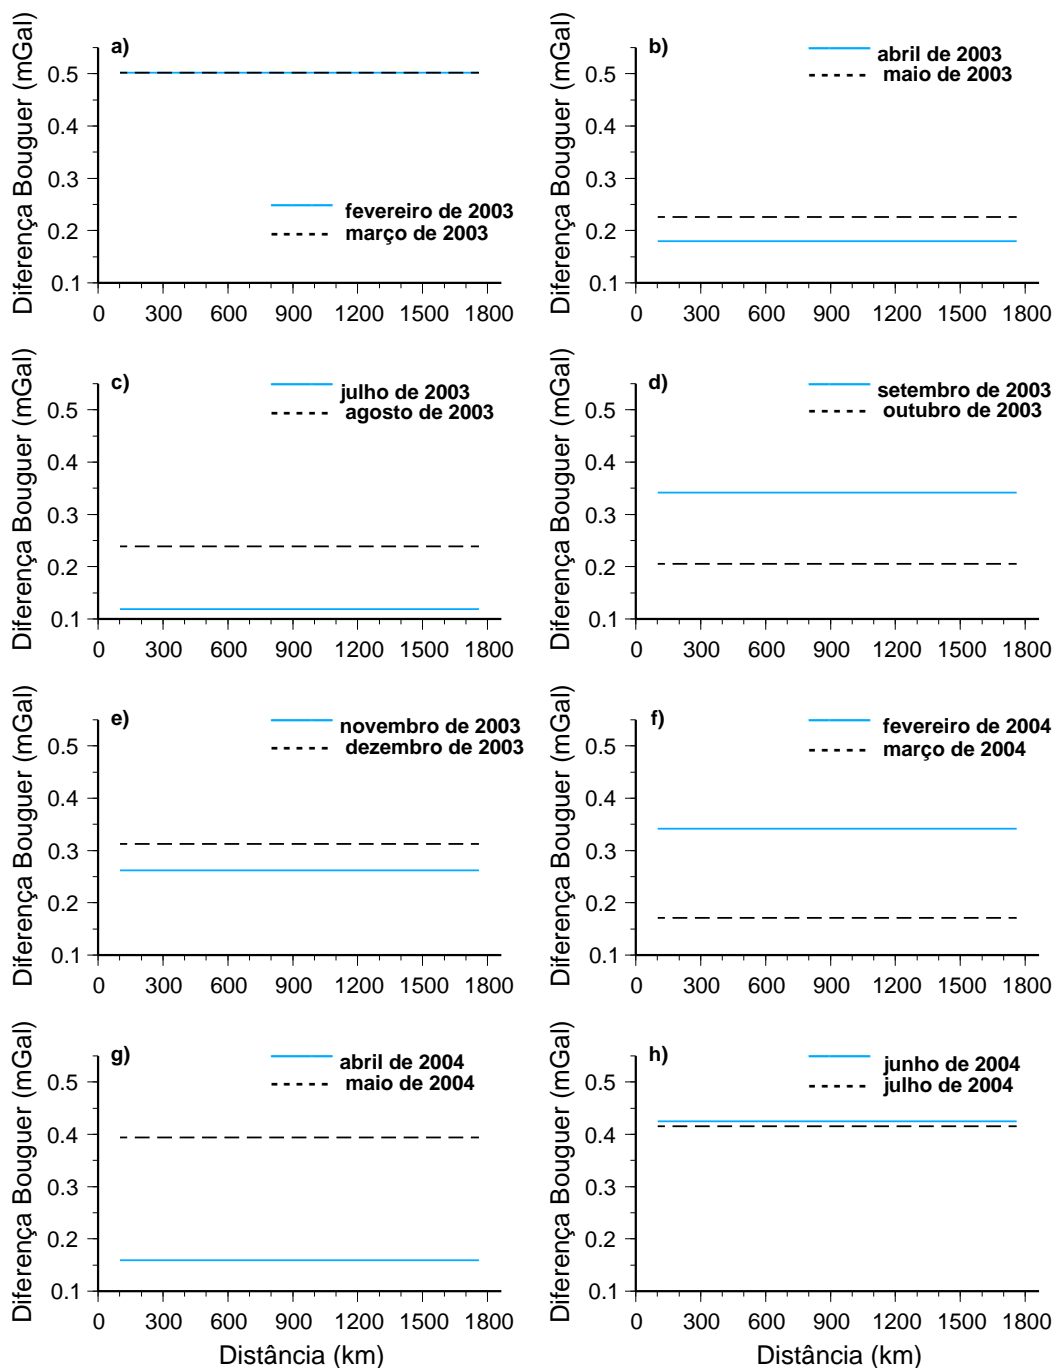 a)
Diferença Bouguer (mGal)
0.5
0.4
0.3
0.2
0.1
fevereiro de 2003
março de 2003
0 300 600 900 1200 1500 1800
b)
Diferença Bouguer (mGal)
abril de 2003
maio de 2003
0.5
0.4
0.3
0.2
0.1
0 300 600 900 1200 1500 1800
c)
Diferença Bouguer (mGal)
julho de 2003
agosto de 2003
0.5
0.4
0.3
0.2
0.1
0 300 600 900 1200 1500 1800
d)
Diferença Bouguer (mGal)
setembro de 2003
outubro de 2003
0.5
0.4
0.3
0.2
0.1
0 300 600 900 1200 1500 1800
e)
Diferença Bouguer (mGal)
novembro de 2003
dezembro de 2003
0.5
0.4
0.3
0.2
0.1
0 300 600 900 1200 1500 1800
f)
Diferença Bouguer (mGal)
fevereiro de 2004
março de 2004
0.5
0.4
0.3
0.2
0.1
0 300 600 900 1200 1500 1800
g)
Diferença Bouguer (mGal)
abril de 2004
maio de 2004
0.5
0.4
0.3
0.2
0.1
0 300 600 900 1200 1500 1800
Distância (km)
h)
Diferença Bouguer (mGal)
junho de 2004
julho de 2004
0.5
0.4
0.3
0.2
0.1
0 300 600 900 1200 1500 1800
Distância (km)